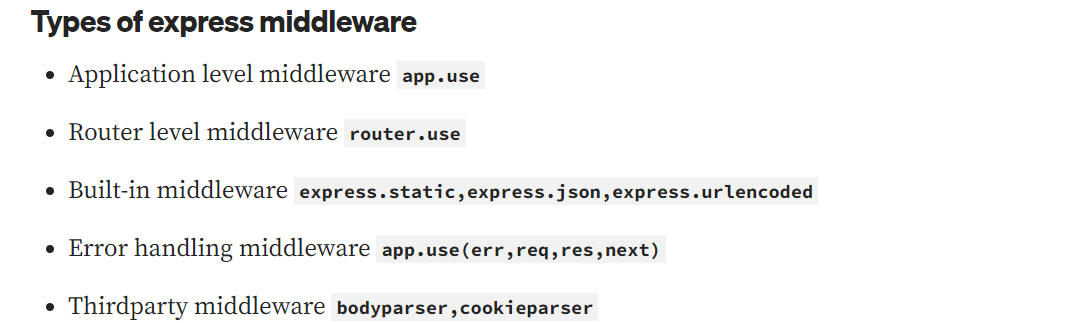 Types of express middleware
• Application level middleware app.use
• Router level middleware router.use
• Built-in middleware express.static,express.json,express.urlencoded
• Error handling middleware app.use(err,req,res,next)
• Thirdparty middleware bodyparser,cookieparser